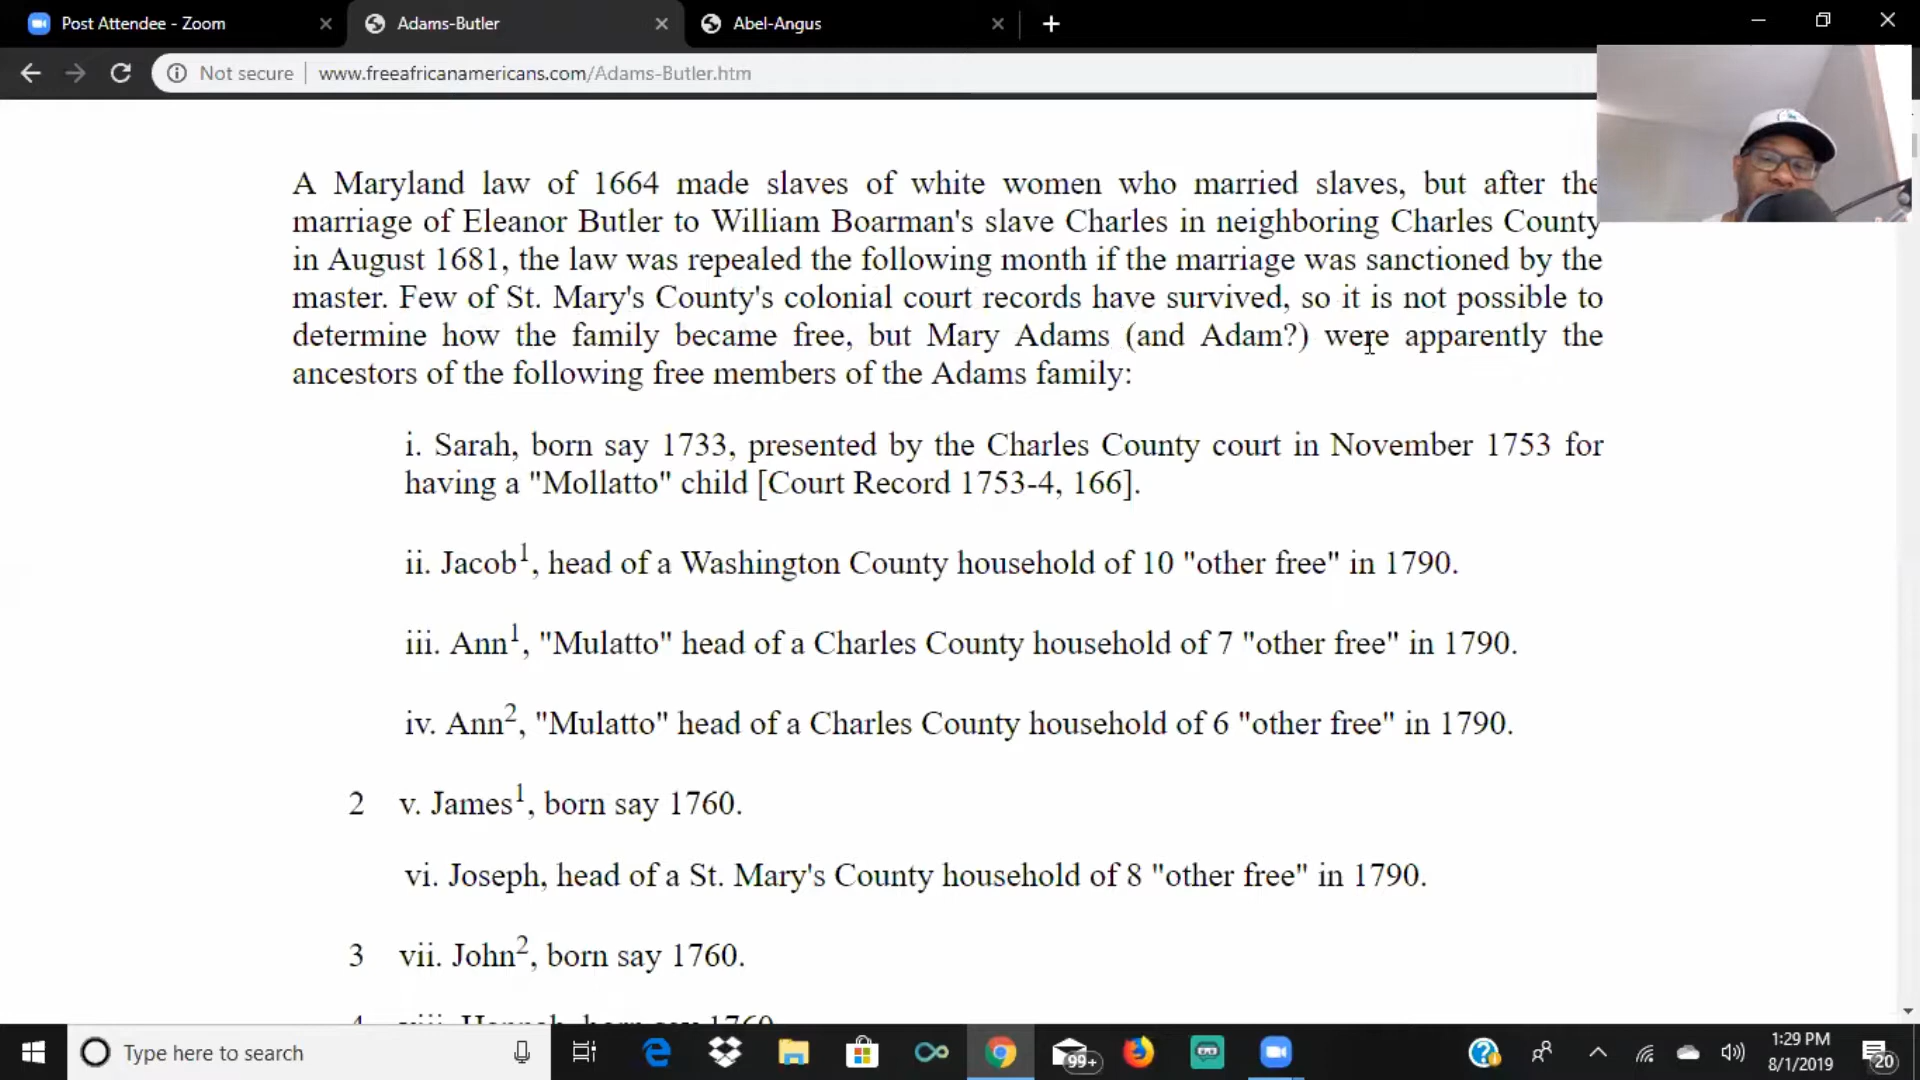 Post Attendee - Zoom
Adams-Butler
Abel-Angus
Not secure
www.freeafricanamericans.com/Adams-Butler.htm
A Maryland law of 1664 made slaves of white women who married slaves, but after the
marriage of Eleanor Butler to William Boarman's slave Charles in neighboring Charles County
in August 1681, the law was repealed the following month if the marriage was sanctioned by the
master. Few of St. Mary's County's colonial court records have survived, so it is not possible to
determine how the family became free, but Mary Adams (and Adam?) were apparently the
ancestors of the following free members of the Adams family:
i. Sarah, born say 1733, presented by the Charles County court in November 1753 for
having a "Mollatto" child [Court Record 1753-4, 166].
ii. Jacob1, head of a Washington County household of 10 "other free" in 1790.
iii. Ann1, "Mulatto" head of a Charles County household of 7 "other free" in 1790.
iv. Ann2, "Mulatto" head of a Charles County household of 6 "other free" in 1790.
2 v. James1, born say 1760.
vi. Joseph, head of a St. Mary's County household of 8 "other free" in 1790.
3 vii. John2, born say 1760.
4 viii. Hannah, born say 1760
Type here to search
99+
1:29 PM
8/1/2019
20